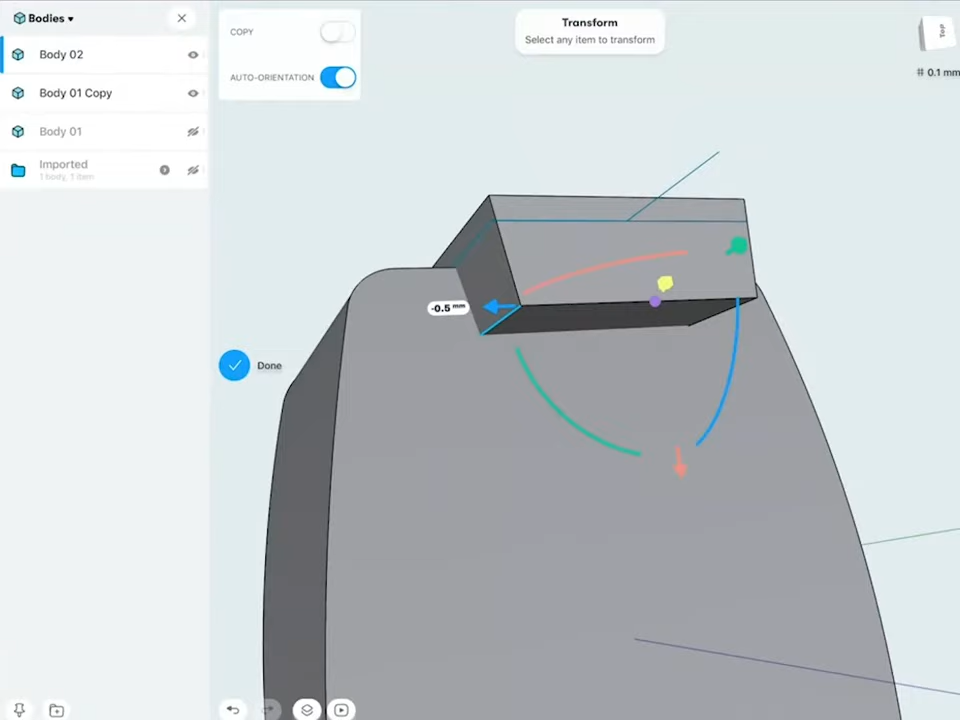 Bodies
Body 02
Body 01 Copy
Body 01
Imported
1 body, 1 item
COPY
AUTO-ORIENTATION
Transform
Select any item to transform
TOP
# 0.1 mm
-0.5 mm
Done